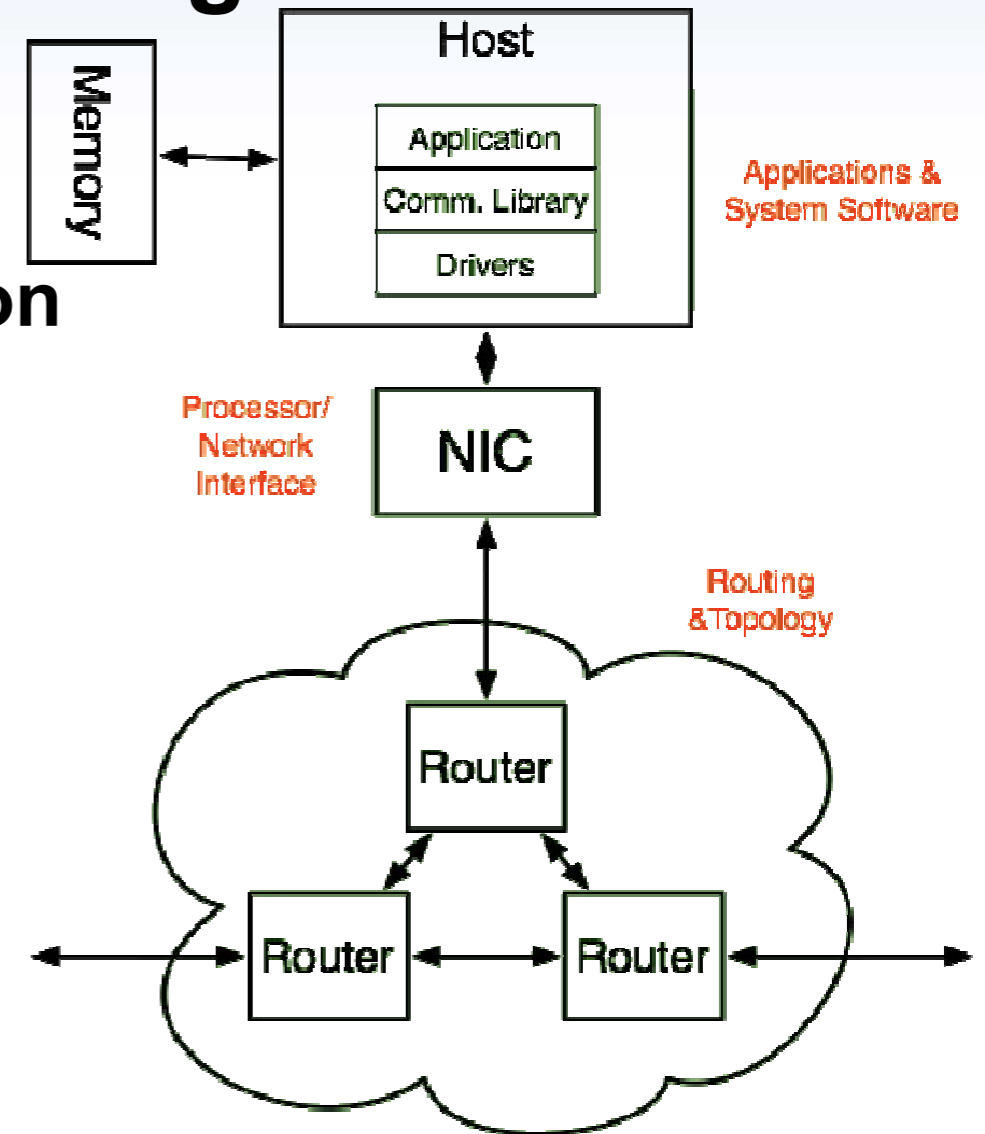 g
Host
Memory
Application
Comm. Library
Drivers
Applications &
System Software
on
Processor/
Network
Interface
NIC
Routing
&Topology
Router
Router
Router